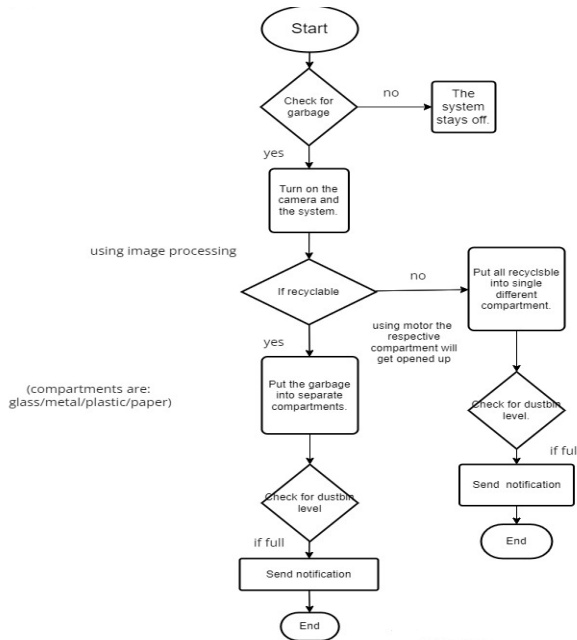 Start
Check for
garbage
no
The
system
stays off.
yes
Turn on the
camera and
the system.
using image processing
If recyclable
no
Put all recyclsble
into single
different
compartment.
using motor the
respective
compartment will
get opened up
yes
(compartments are:
glass/metal/plastic/paper)
Put the garbage
into separate
compartments.
Check for dustbin
level.
if ful
Send notification
End
Check for dustbin
level
if full
Send notification
End